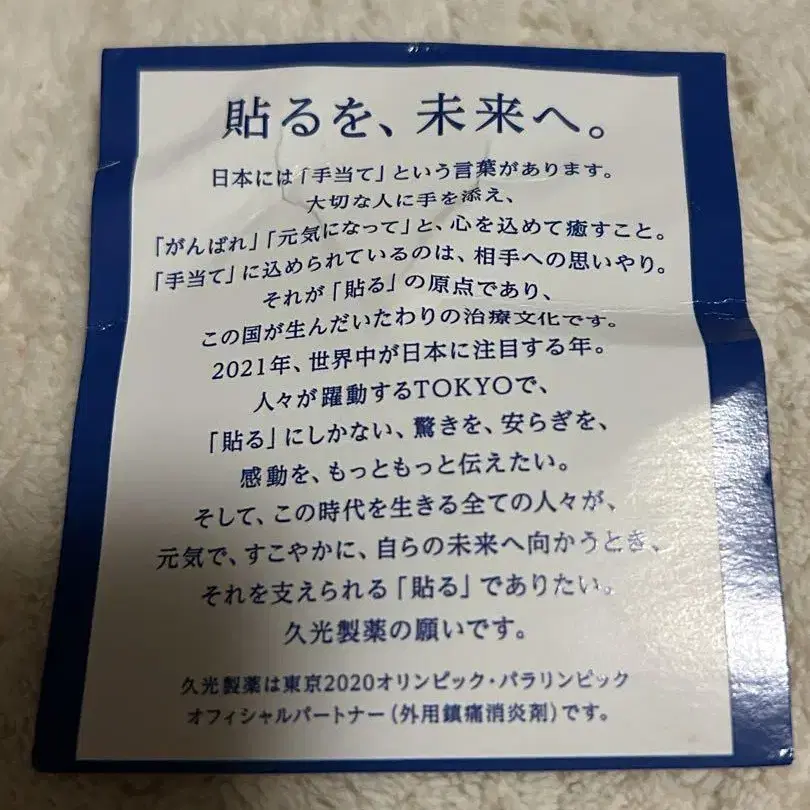 貼るを、未来へ。
日本には「手当て」という言葉があります。
大切な人に手を添え、
「がんばれ」「元気になって」と、心を込めて癒すこと。
「手当て」に込められているのは、相手への思いやり。
それが「貼る」の原点であり、
この国が生んだいたわりの治療文化です。
2021年、世界中が日本に注目する年。
人々が躍動するTOKYOで、
「貼る」にしかない、驚きを、安らぎを、
感動を、もっともっと伝えたい。
そして、この時代を生きる全ての人々が、
元気で、すこやかに、自らの未来へ向かうとき、
それを支えられる「貼る」でありたい。
久光製薬の願いです。
久光製薬は東京2020オリンピック・パラリンピック
オフィシャルパートナー（外用鎮痛消炎剤）です。